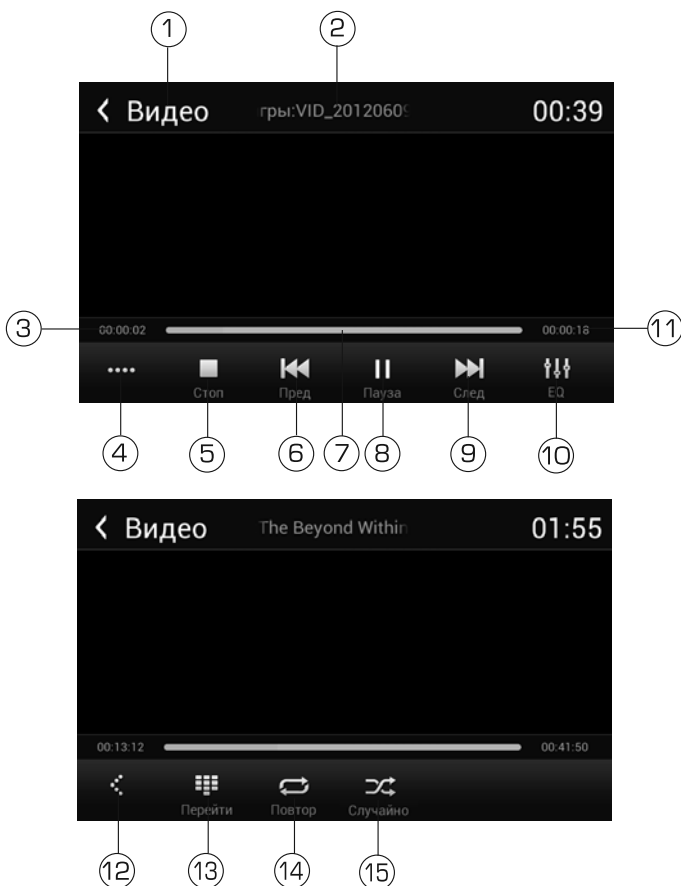 1 2
Видео гры:VID_20120609 00:39
3 00:00:02 00:00:18 11
Стоп Пред Пауза След EQ
4 5 6 7 8 9 10
Видео The Beyond Within 01:55
00:13:12 00:41:50
Перейти Повтор Случайно
12 13 14 15